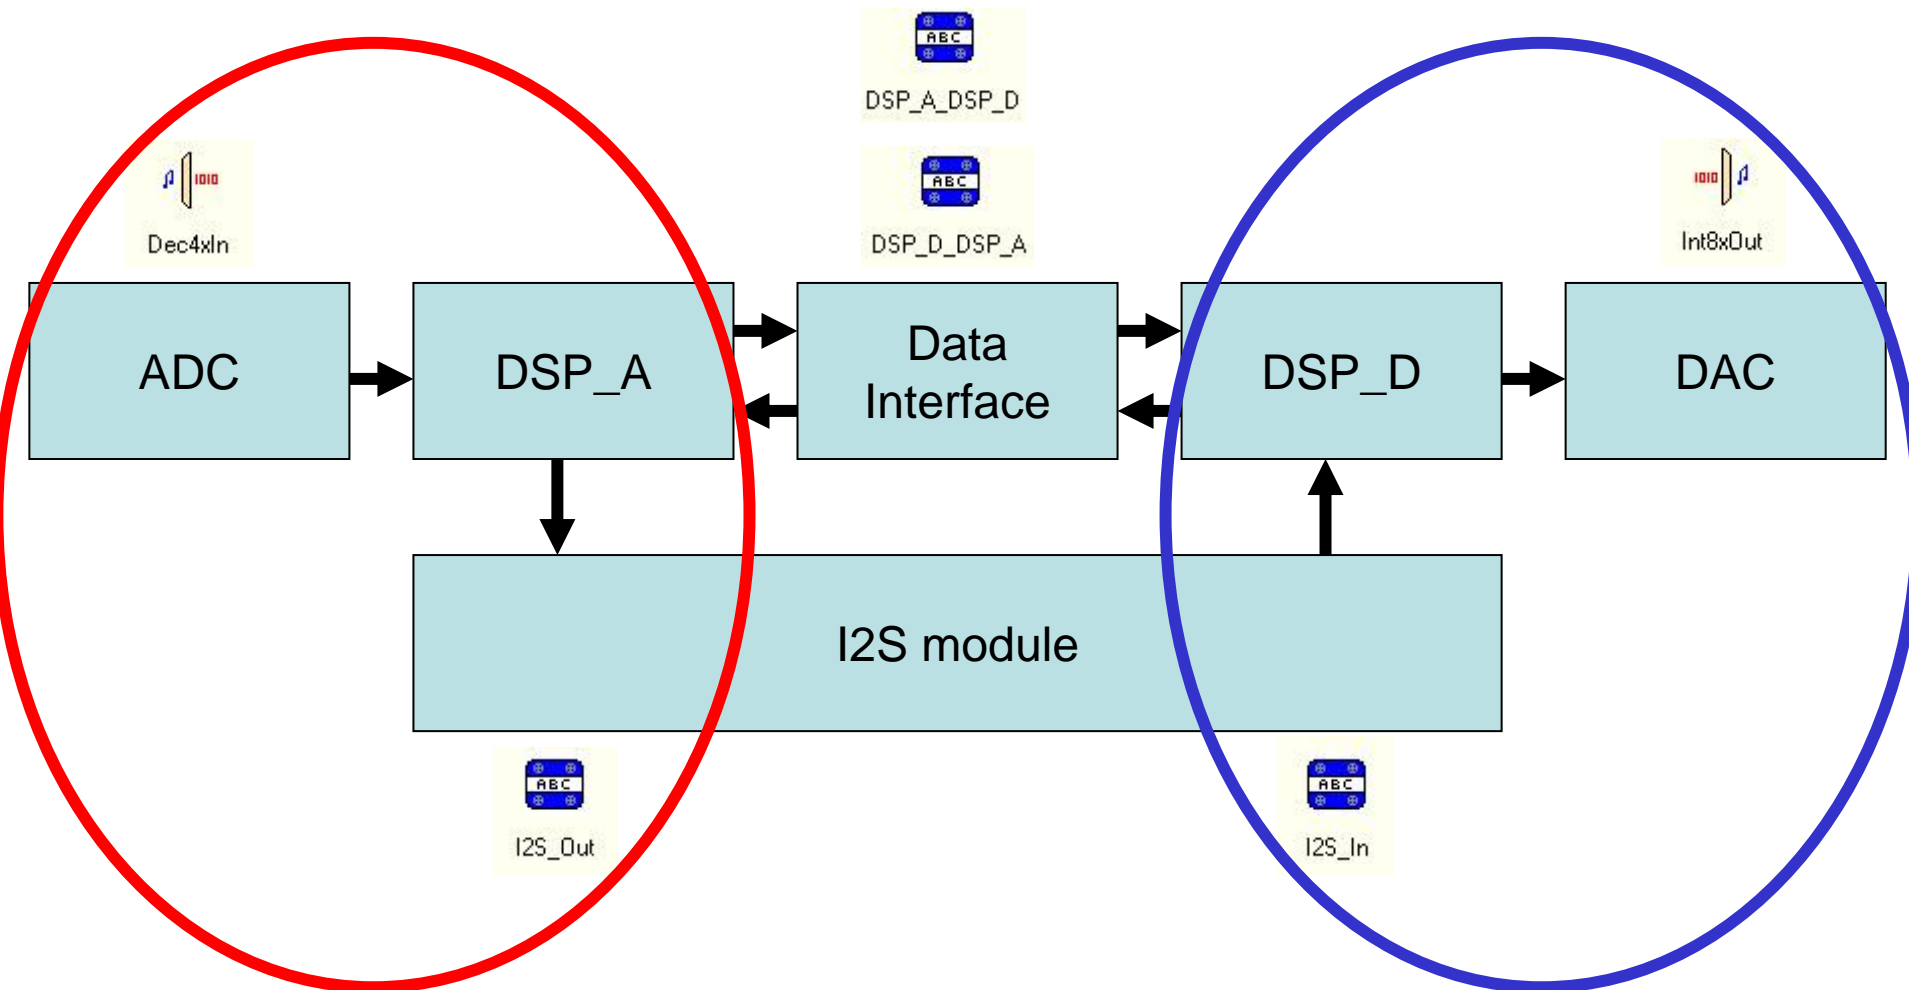 ABC
DSP_A_DSP_D
1010
Dec4xIn
ABC
DSP_D_DSP_A
1010
Int8xOut
ADC
DSP_A
Data
Interface
DSP_D
DAC
I2S module
ABC
I2S_Out
ABC
I2S_In